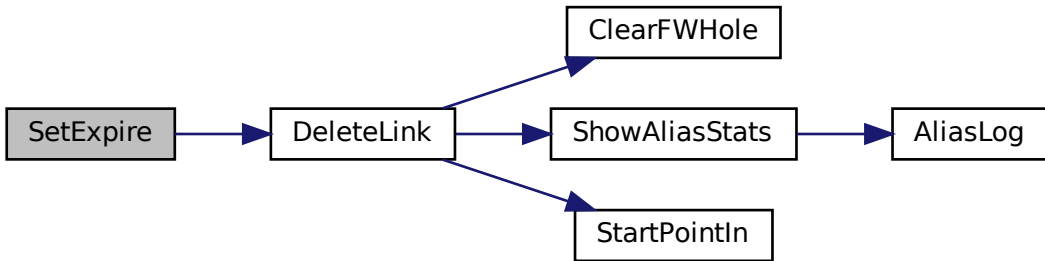 SetExpire
DeleteLink
ClearFWHole
ShowAliasStats
AliasLog
StartPointIn